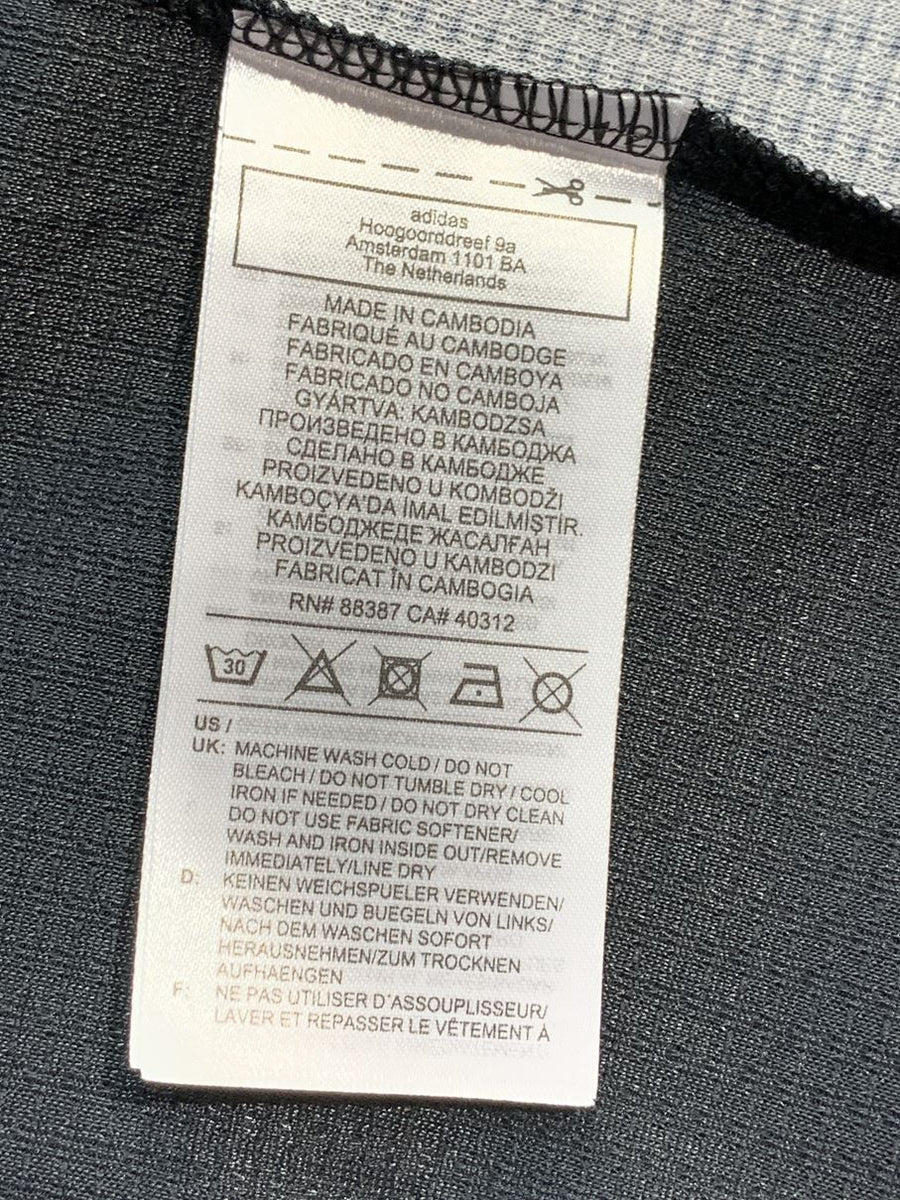 adidas
Hoogoorddreef 9a
Amsterdam 1101 BA
The Netherlands
MADE IN CAMBODIA
FABRIQUÉ AU CAMBODGE
FABRICADO EN CAMBOYA
FABRICADO NO CAMBOJA
GYÁRTVA: KAMBODZSA
ПРОИЗВЕДЕНО В КАМБОДЖА
СДЕЛАНО В КАМБОДЖЕ
PROIZVEDENO U KOMBODŽI
KAMBOÇYA'DA İMAL EDİLMİŞTİR.
КАМБОДЖЕДЕ ЖАСАЛҒАН
PROIZVEDENO U KAMBODZI
FABRICAT ÎN CAMBOGIA
RN# 88387 CA# 40312
30
US /
UK: MACHINE WASH COLD / DO NOT
BLEACH / DO NOT TUMBLE DRY / COOL
IRON IF NEEDED / DO NOT DRY CLEAN
DO NOT USE FABRIC SOFTENER/
WASH AND IRON INSIDE OUT/REMOVE
IMMEDIATELY/LINE DRY
D: KEINEN WEICHSPUELER VERWENDEN/
WASCHEN UND BUEGELN VON LINKS/
NACH DEM WASCHEN SOFORT
HERAUSNEHMEN/ZUM TROCKNEN
AUFHAENGEN
F: NE PAS UTILISER D'ASSOUPLISSEUR/
LAVER ET REPASSER LE VÊTEMENT À